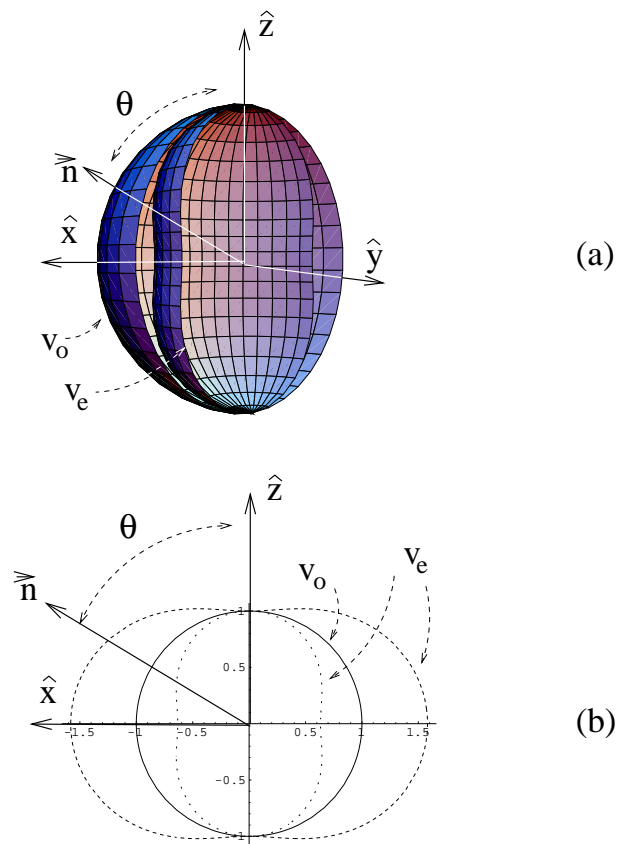 ẑ
θ
n⃗
x̂
ŷ
(a)
v_o
v_e
ẑ
θ
v_e
v_o
n⃗
1
0.5
x̂
(b)
-1.5 -1 -0.5 0.5 1 1.5
-0.5
-1